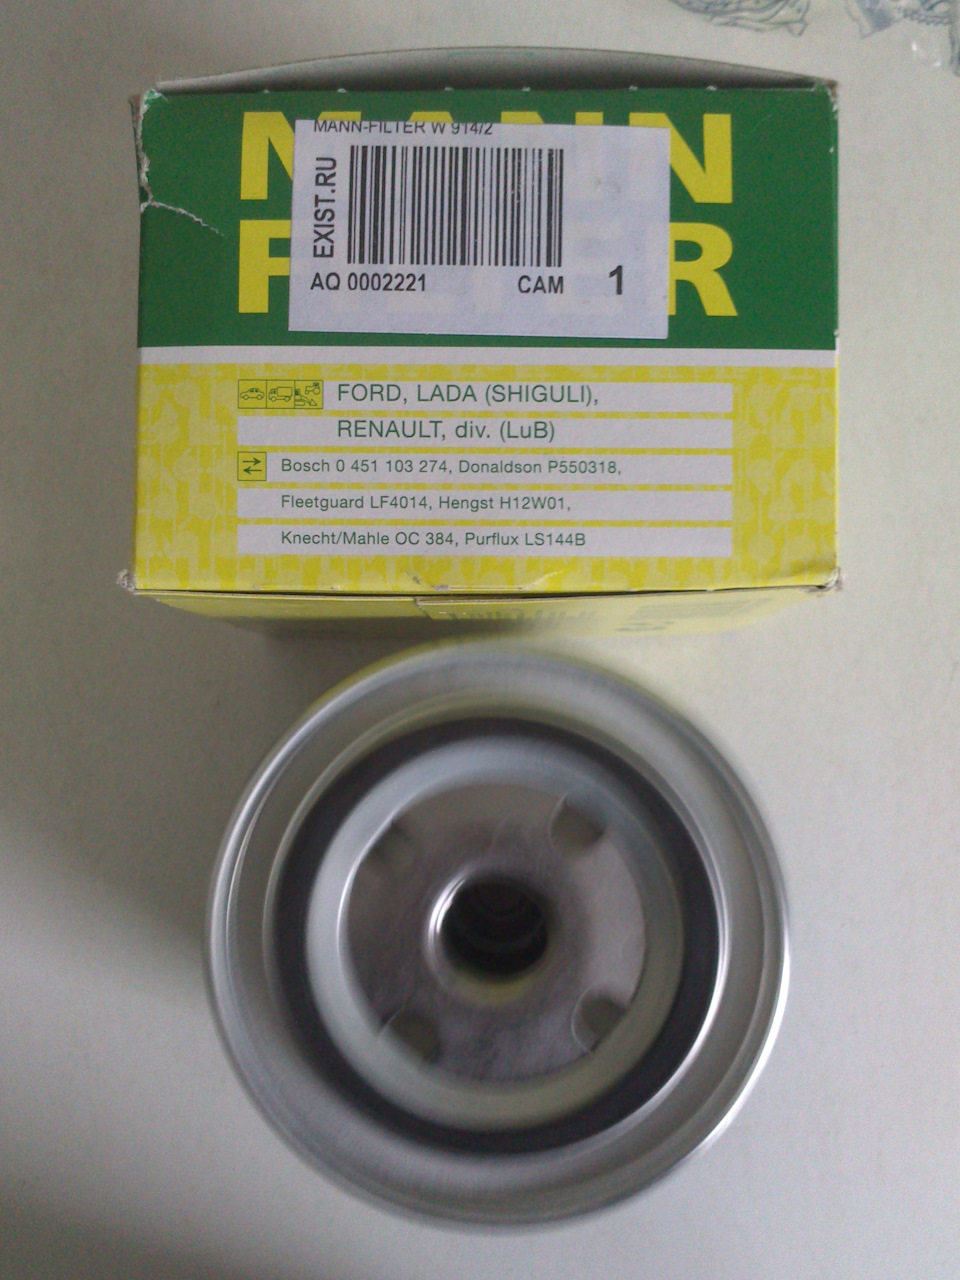 MANN
MANN-FILTER W 914/2
EXIST.RU
AQ 0002221 CAM 1
FORD, LADA (SHIGULI),
RENAULT, div. (LuB)
Bosch 0 451 103 274, Donaldson P550318,
Fleetguard LF4014, Hengst H12W01,
Knecht/Mahle OC 384, Purflux LS144B